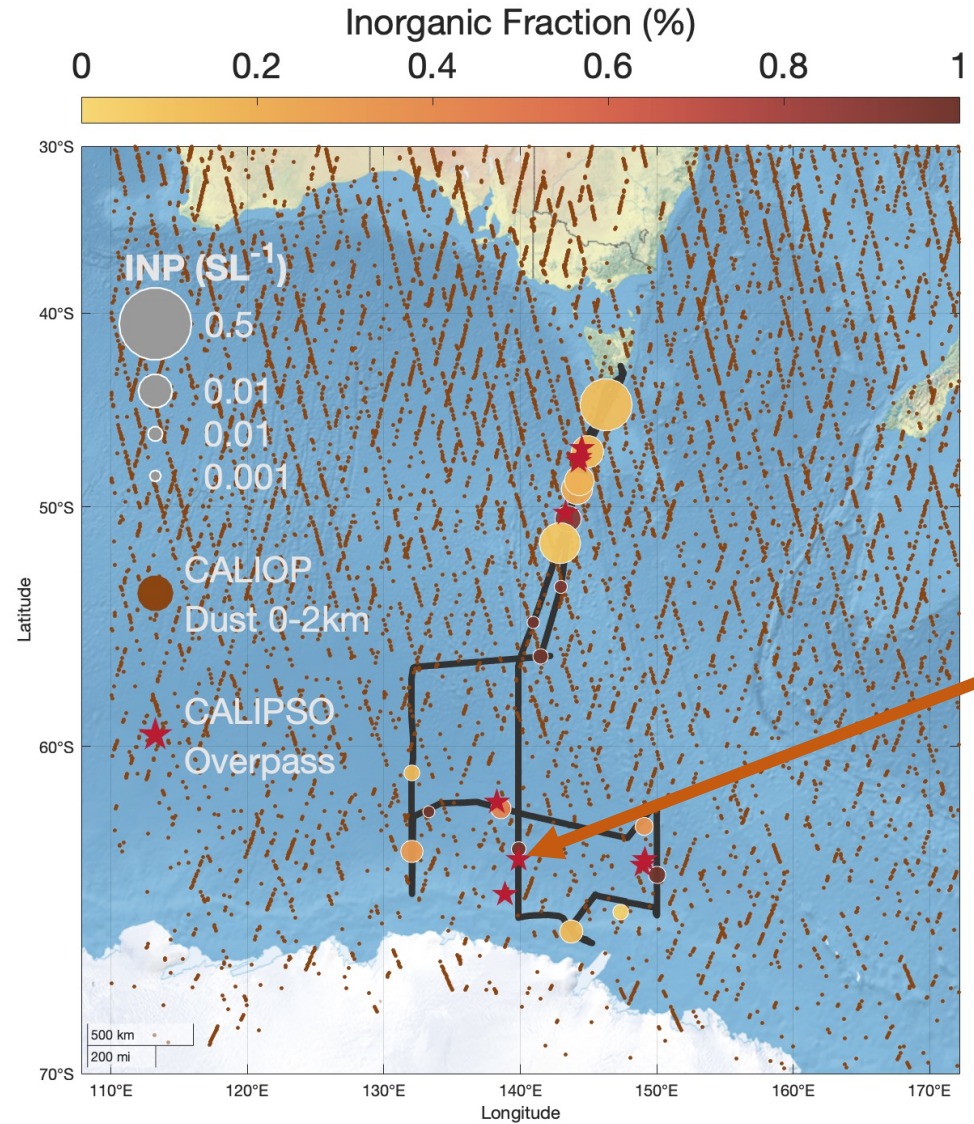 Inorganic Fraction (%)
0 0.2 0.4 0.6 0.8 1
30°S
INP (SL⁻¹)
40°S
0.5
0.01
0.01
0.001
50°S
CALIOP
Dust 0-2km
Latitude
CALIPSO
Overpass
60°S
500 km
200 mi
70°S
110°E 120°E 130°E 140°E 150°E 160°E 170°E
Longitude